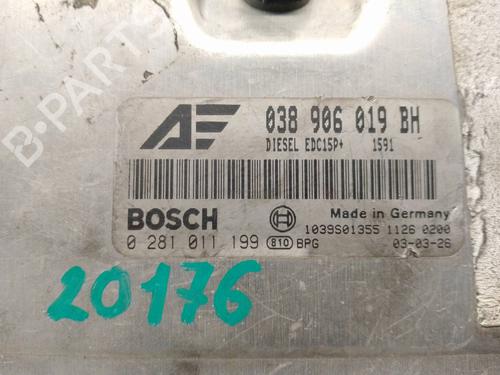 038 906 019 BH
DIESEL EDC15P+ 1591
BOSCH
Made in Germany
1039S01355 1126 0200
0 281 011 199 810 BPG
03-03-26
20176
B-PARTS